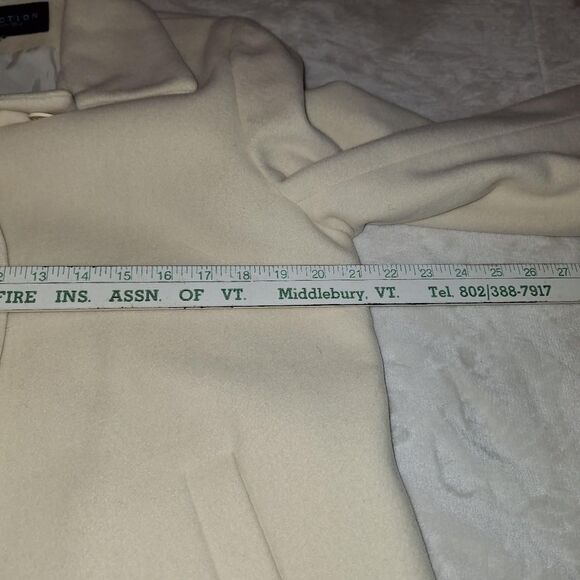 CTION
13 14 15 16 17 18 19 20 21 22 23 24 25 26 27
FIRE INS. ASSN. OF VT. Middlebury, VT. Tel. 802/388-7917